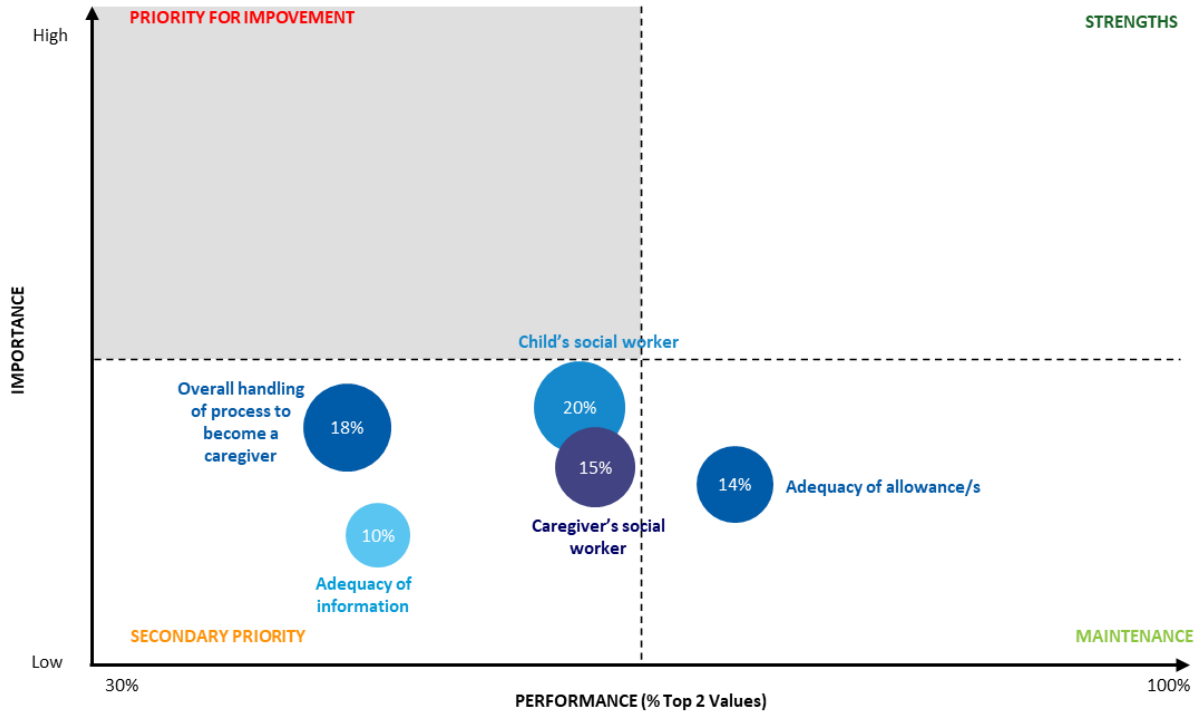 PRIORITY FOR IMPOVEMENT
STRENGTHS
High
IMPORTANCE
Child's social worker
Overall handling
of process to
become a
caregiver
20%
18%
15%
14%
Adequacy of allowance/s
Caregiver's social
worker
10%
Adequacy of
information
SECONDARY PRIORITY
MAINTENANCE
Low
30%
100%
PERFORMANCE (% Top 2 Values)